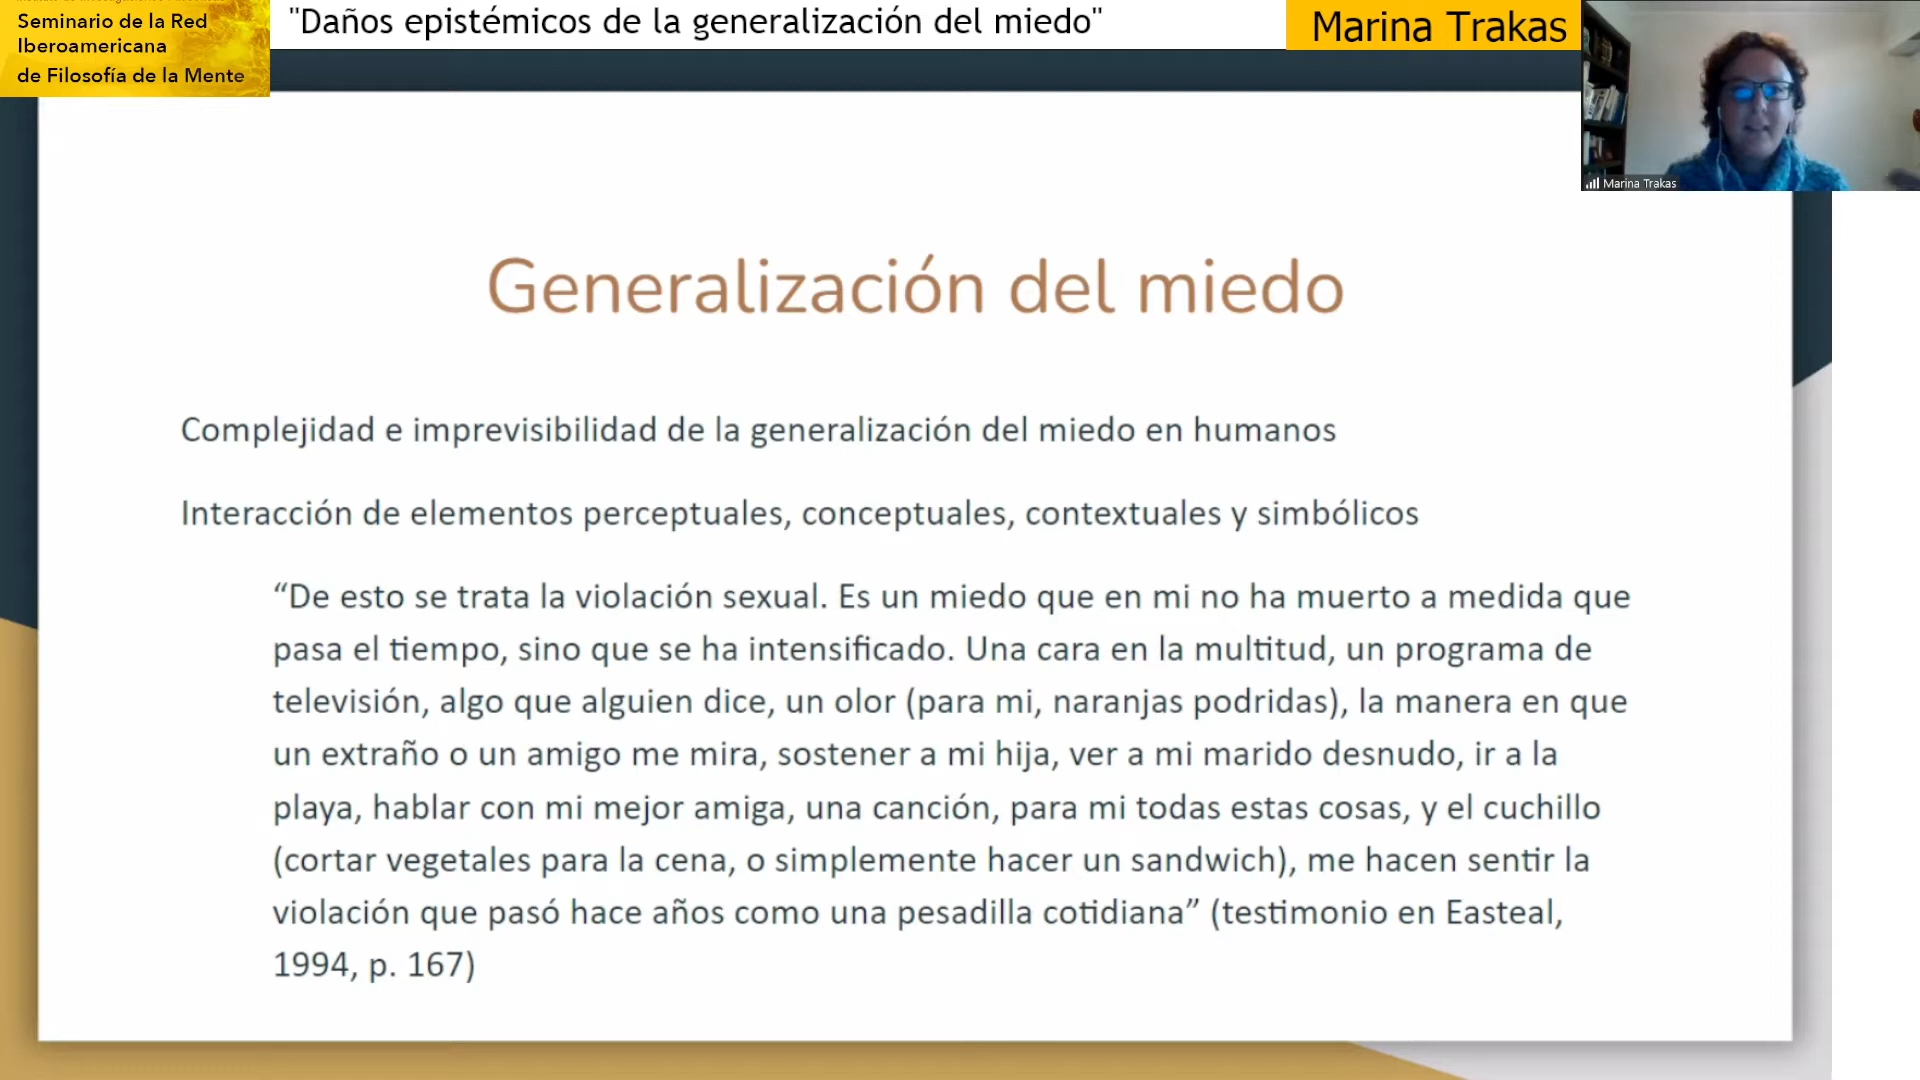 Seminario de la Red
Iberoamericana
de Filosofía de la Mente
"Daños epistémicos de la generalización del miedo"
Marina Trakas
Marina Trakas
Generalización del miedo
Complejidad e imprevisibilidad de la generalización del miedo en humanos
Interacción de elementos perceptuales, conceptuales, contextuales y simbólicos
“De esto se trata la violación sexual. Es un miedo que en mi no ha muerto a medida que
pasa el tiempo, sino que se ha intensificado. Una cara en la multitud, un programa de
televisión, algo que alguien dice, un olor (para mi, naranjas podridas), la manera en que
un extraño o un amigo me mira, sostener a mi hija, ver a mi marido desnudo, ir a la
playa, hablar con mi mejor amiga, una canción, para mi todas estas cosas, y el cuchillo
(cortar vegetales para la cena, o simplemente hacer un sandwich), me hacen sentir la
violación que pasó hace años como una pesadilla cotidiana” (testimonio en Easteal,
1994, p. 167)